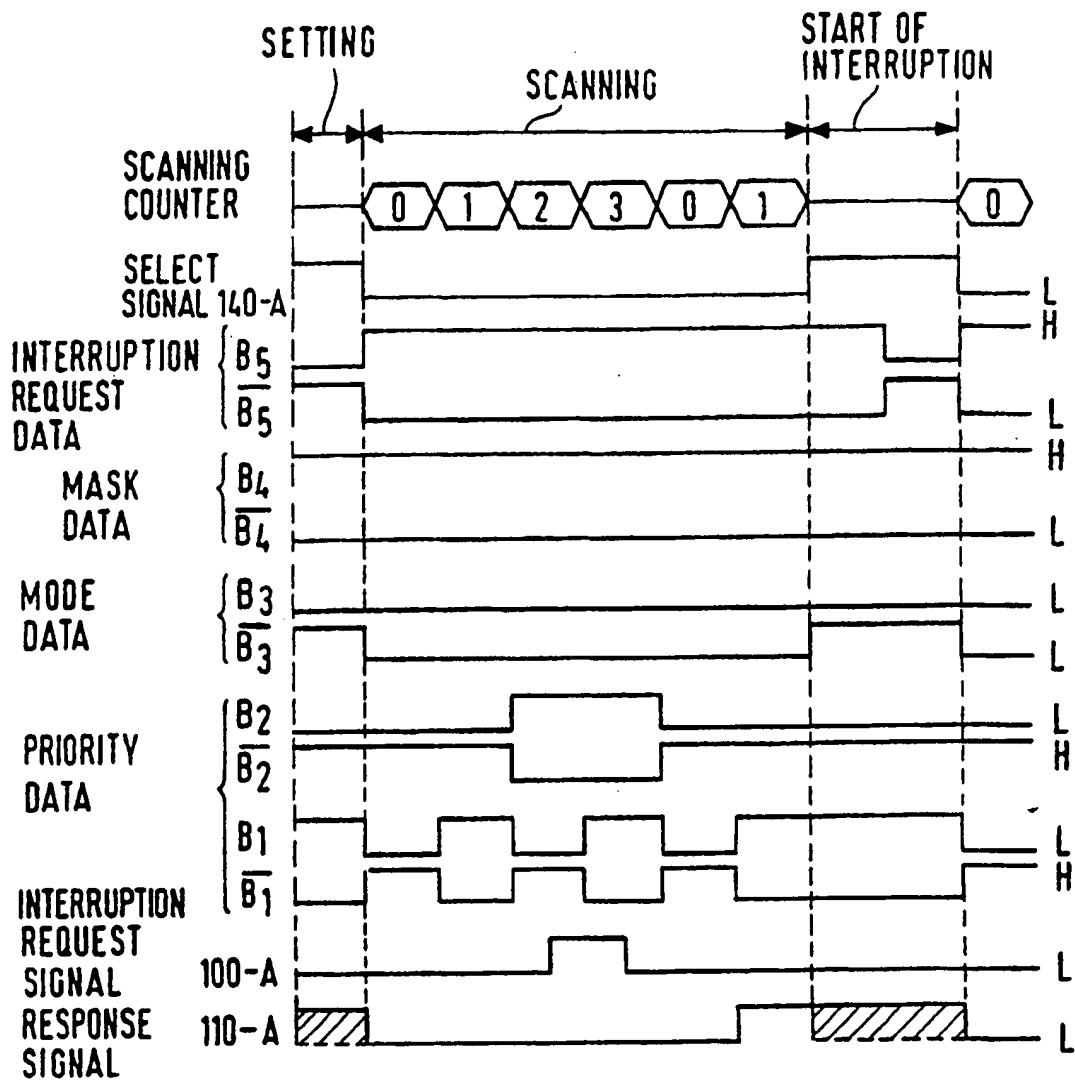 SETTING
START OF
INTERRUPTION
SCANNING
SCANNING
COUNTER
0 1 2 3 0 1 0
SELECT
SIGNAL 140-A
L
H
INTERRUPTION
REQUEST
DATA
B5
B̅5
L
H
MASK
DATA
B4
B̅4
L
MODE
DATA
B3
L
B̅3
L
PRIORITY
DATA
B2
L
B̅2
H
B1
L
B̅1
H
INTERRUPTION
REQUEST
SIGNAL 100-A
L
RESPONSE
SIGNAL
110-A
L